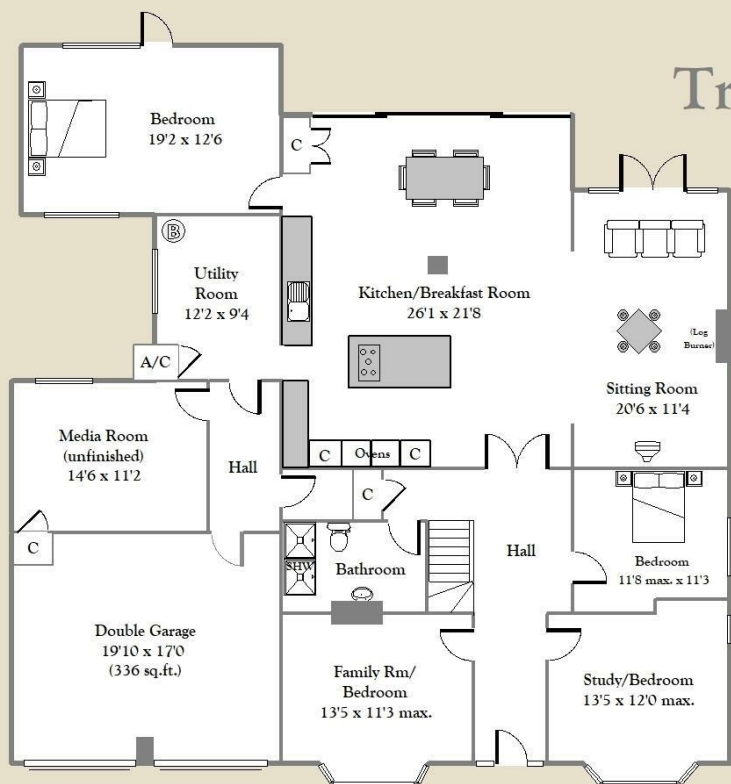 Tr
Bedroom
19'2 x 12'6
C
B
Utility
Room
12'2 x 9'4
Kitchen/Breakfast Room
26'1 x 21'8
(Log
Burner)
A/C
Sitting Room
20'6 x 11'4
Media Room
(unfinished)
14'6 x 11'2
Hall
C
Ovens
C
C
Hall
C
SHW
Bathroom
Bedroom
11'8 max. x 11'3
Double Garage
19'10 x 17'0
(336 sq.ft.)
Family Rm/
Bedroom
13'5 x 11'3 max.
Study/Bedroom
13'5 x 12'0 max.